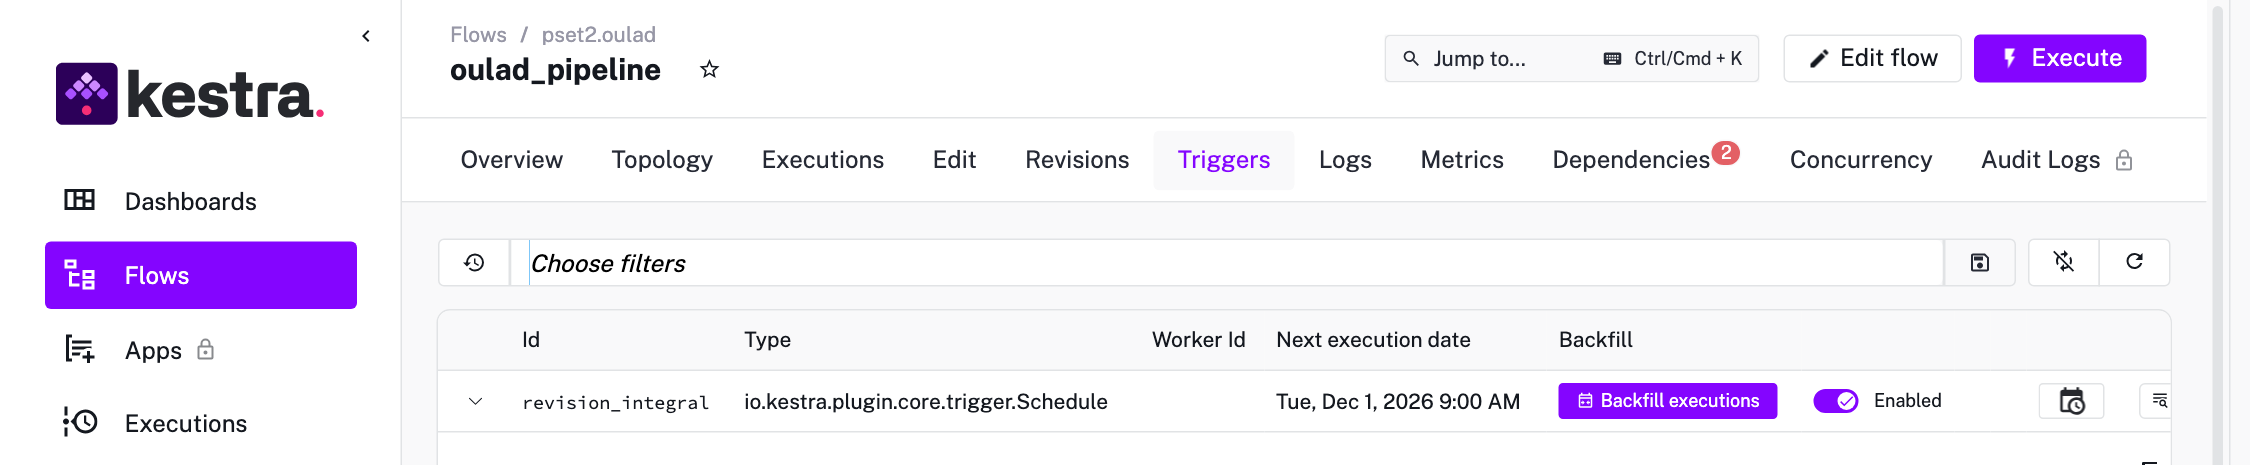 kestra.
Dashboards
Flows
Apps
Executions
Flows / pset2.oulad
oulad_pipeline
Jump to... Ctrl/Cmd + K
Edit flow
Execute
Overview Topology Executions Edit Revisions Triggers Logs Metrics Dependencies 2 Concurrency Audit Logs
Choose filters
Id Type Worker Id Next execution date Backfill
revision_integral io.kestra.plugin.core.trigger.Schedule Tue, Dec 1, 2026 9:00 AM Backfill executions Enabled